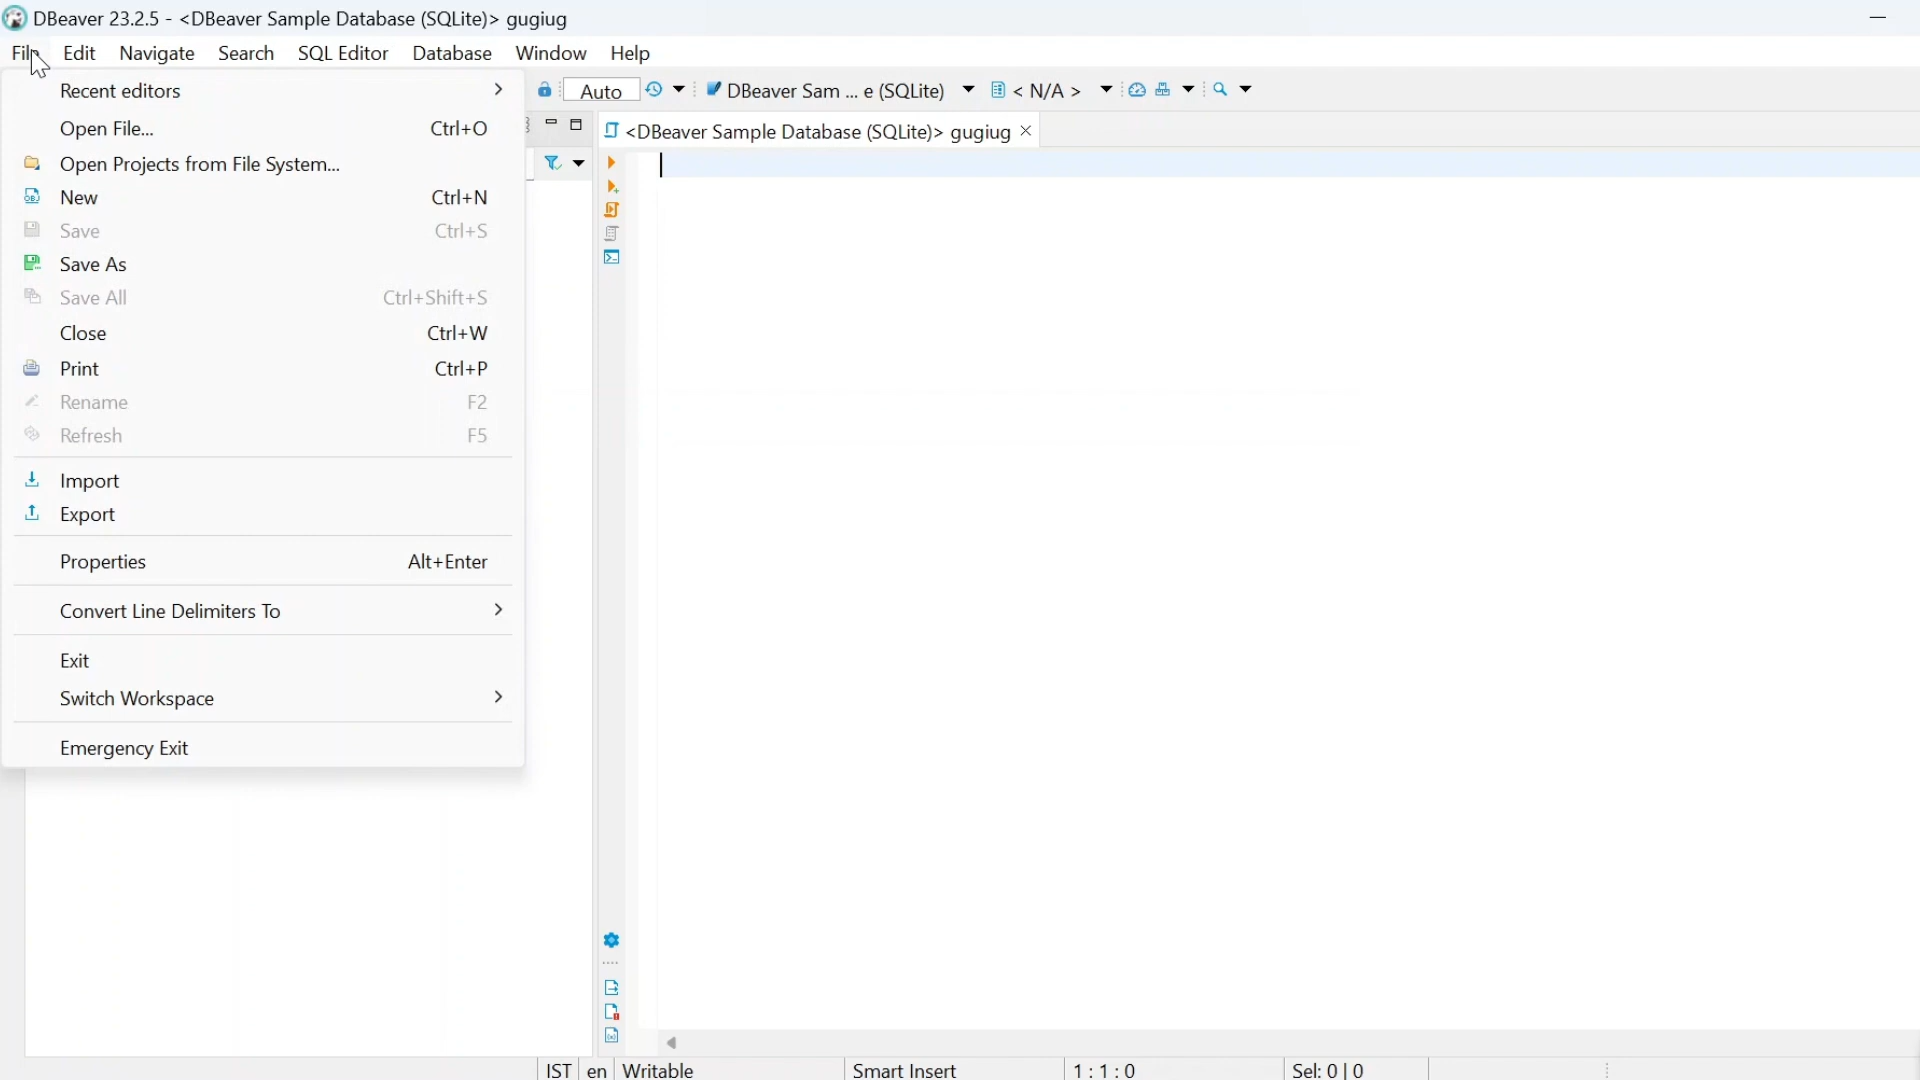 DBeaver 23.2.5 - <DBeaver Sample Database (SQLite)> gugiug
File Edit Navigate Search SQL Editor Database Window Help
Auto DBeaver Sam ... e (SQLite) < N/A >
<DBeaver Sample Database (SQLite)> gugiug
Recent editors
Open File... Ctrl+O
Open Projects from File System...
New Ctrl+N
Save Ctrl+S
Save As
Save All Ctrl+Shift+S
Close Ctrl+W
Print Ctrl+P
Rename F2
Refresh F5
Import
Export
Properties Alt+Enter
Convert Line Delimiters To
Exit
Switch Workspace
Emergency Exit
IST en Writable Smart Insert 1 : 1 : 0 Sel: 0 | 0